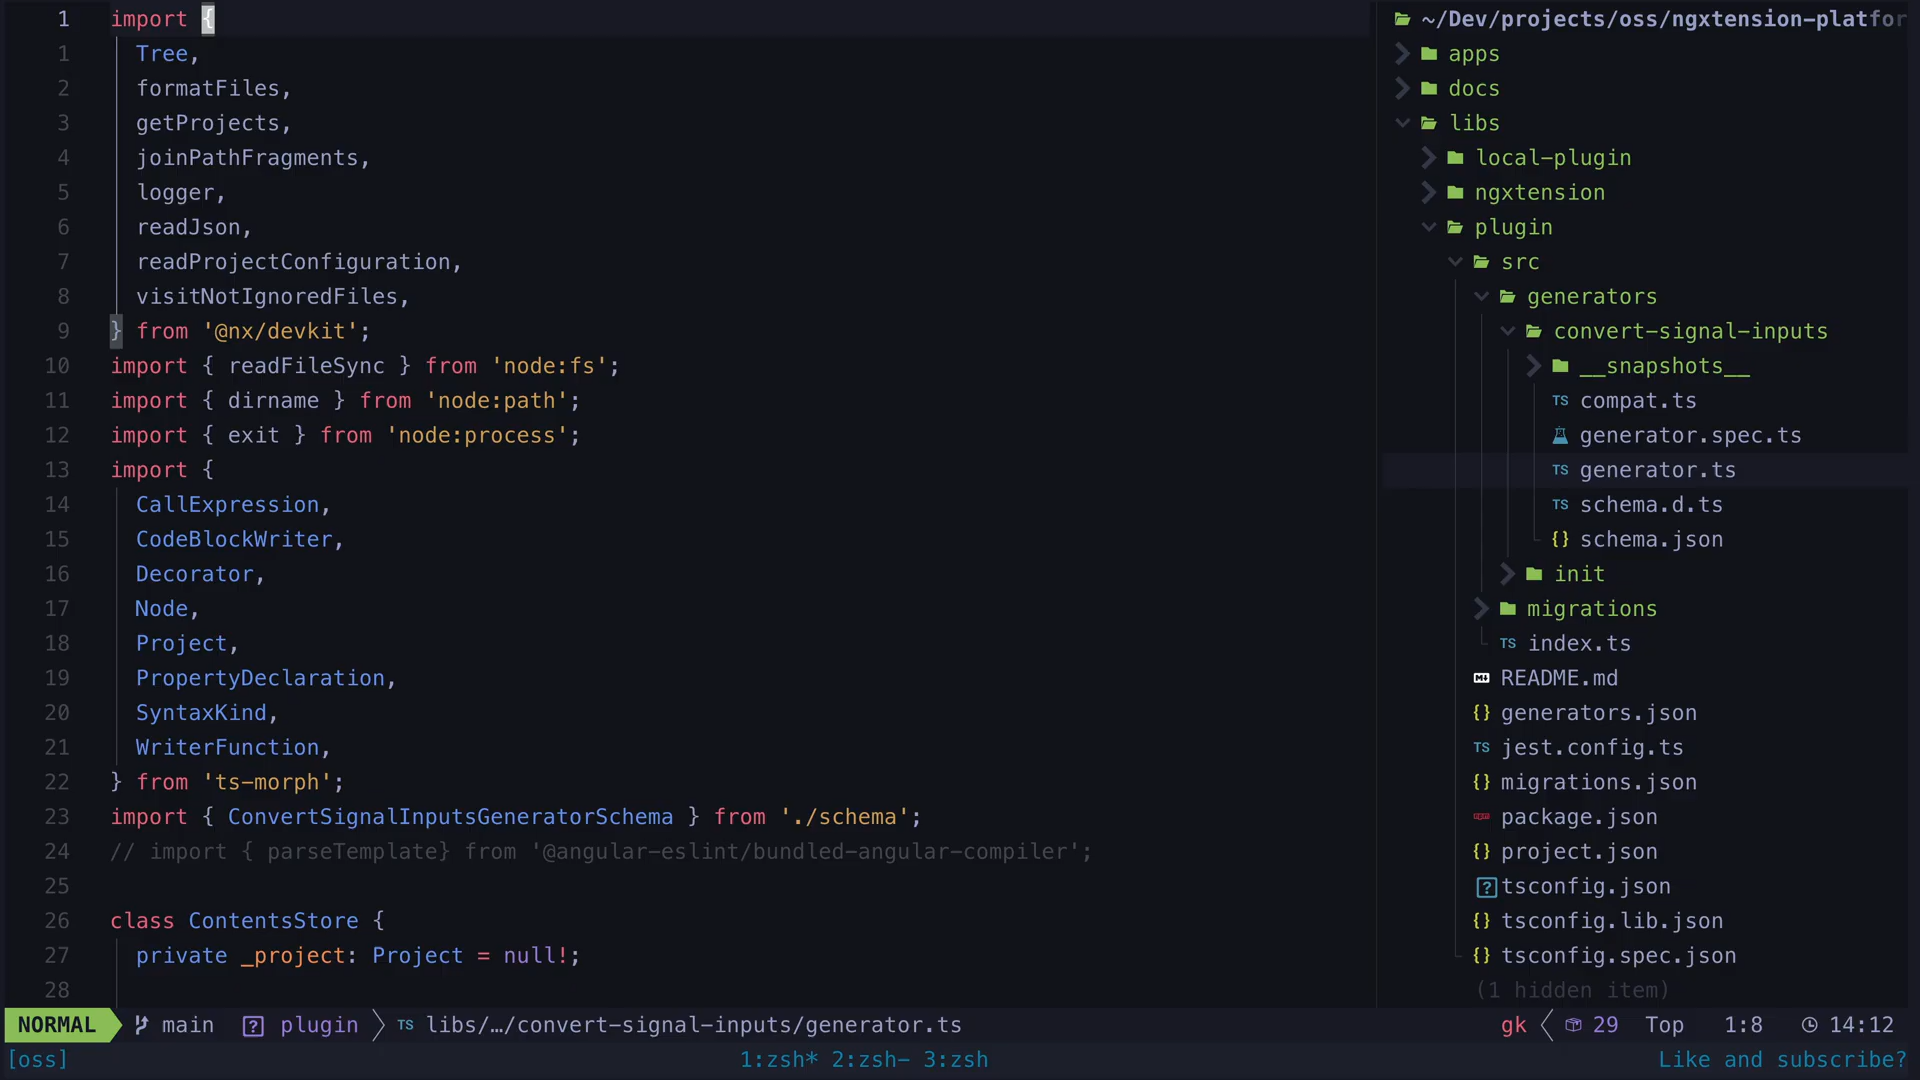 1 import {
1 Tree,
2 formatFiles,
3 getProjects,
4 joinPathFragments,
5 logger,
6 readJson,
7 readProjectConfiguration,
8 visitNotIgnoredFiles,
9 } from '@nx/devkit';
10 import { readFileSync } from 'node:fs';
11 import { dirname } from 'node:path';
12 import { exit } from 'node:process';
13 import {
14 CallExpression,
15 CodeBlockWriter,
16 Decorator,
17 Node,
18 Project,
19 PropertyDeclaration,
20 SyntaxKind,
21 WriterFunction,
22 } from 'ts-morph';
23 import { ConvertSignalInputsGeneratorSchema } from './schema';
24 // import { parseTemplate} from '@angular-eslint/bundled-angular-compiler';
25
26 class ContentsStore {
27 private _project: Project = null!;
28
~/Dev/projects/oss/ngxtension-platfor
apps
docs
libs
local-plugin
ngxtension
plugin
src
generators
convert-signal-inputs
__snapshots__
TS compat.ts
generator.spec.ts
TS generator.ts
TS schema.d.ts
{} schema.json
init
migrations
TS index.ts
README.md
{} generators.json
TS jest.config.ts
{} migrations.json
package.json
{} project.json
[?] tsconfig.json
{} tsconfig.lib.json
{} tsconfig.spec.json
(1 hidden item)
NORMAL main [?] plugin TS libs/…/convert-signal-inputs/generator.ts gk 29 Top 1:8 14:12
[oss] 1:zsh* 2:zsh- 3:zsh Like and subscribe?